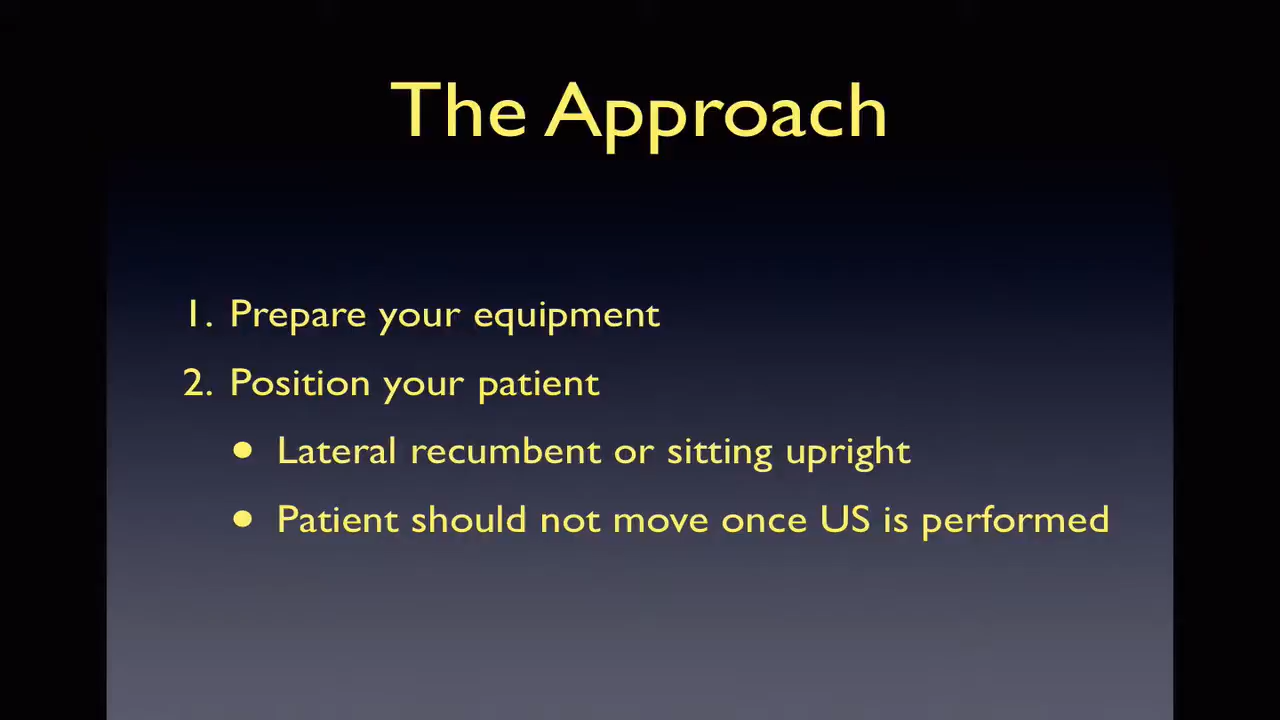 The Approach
1. Prepare your equipment
2. Position your patient
• Lateral recumbent or sitting upright
• Patient should not move once US is performed